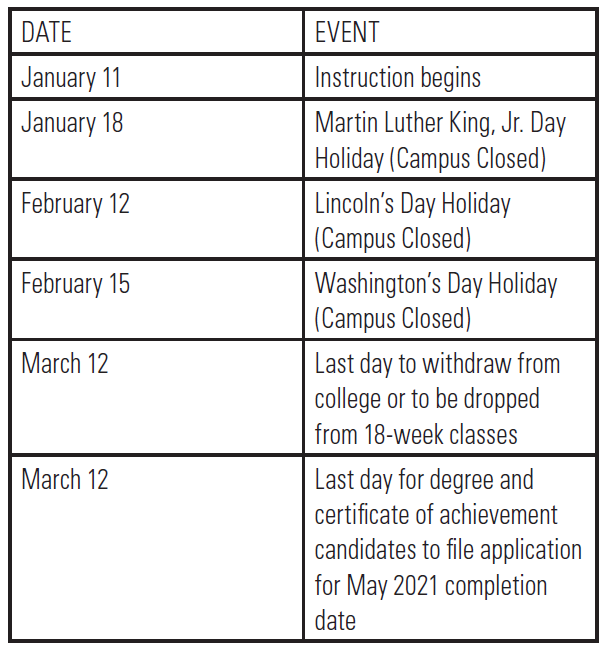 DATE EVENT
January 11 Instruction begins
January 18 Martin Luther King, Jr. Day
Holiday (Campus Closed)
February 12 Lincoln’s Day Holiday
(Campus Closed)
February 15 Washington’s Day Holiday
(Campus Closed)
March 12 Last day to withdraw from
college or to be dropped
from 18-week classes
March 12 Last day for degree and
certificate of achievement
candidates to file application
for May 2021 completion
date